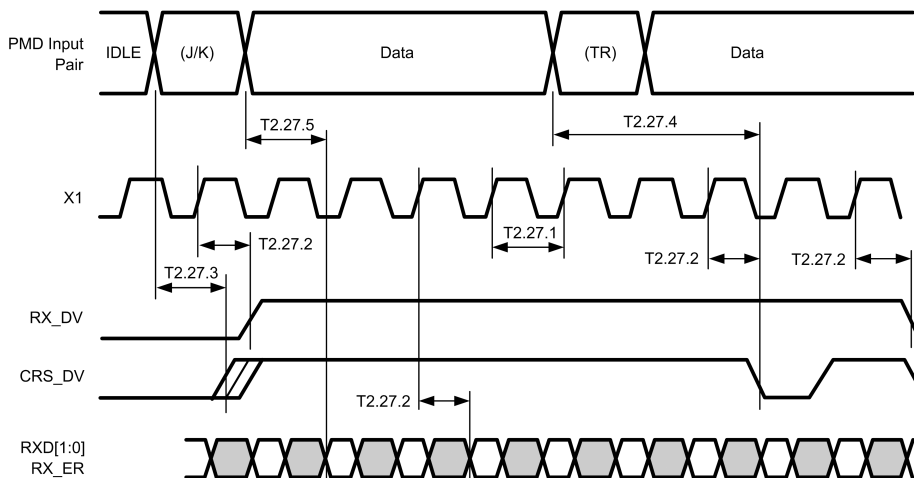 PMD Input
Pair
IDLE
(J/K)
Data
(TR)
Data
T2.27.5
T2.27.4
X1
T2.27.2
T2.27.1
T2.27.2
T2.27.2
T2.27.3
RX_DV
CRS_DV
T2.27.2
RXD[1:0]
RX_ER